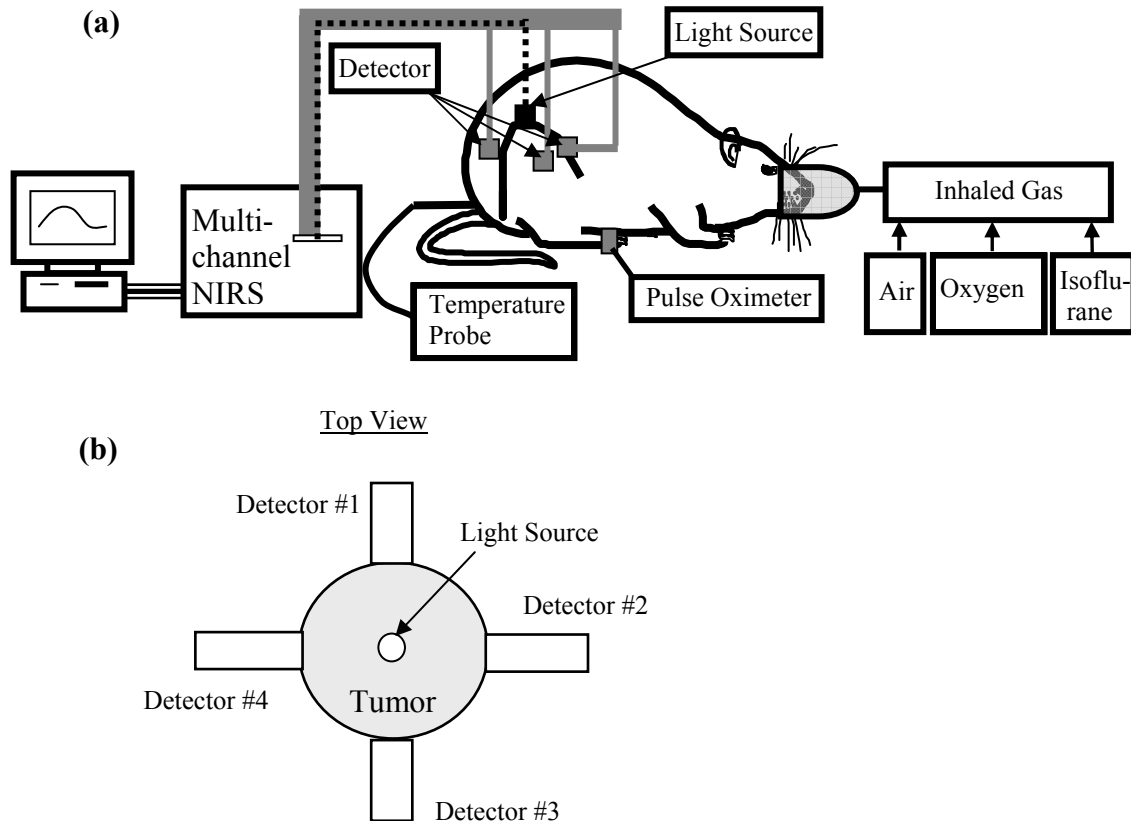 (a)
Light Source
Detector
Multi-
channel
NIRS
Temperature
Probe
Pulse Oximeter
Inhaled Gas
Air
Oxygen
Isoflu-
rane
Top View
(b)
Detector #1
Light Source
Detector #2
Detector #4
Tumor
Detector #3